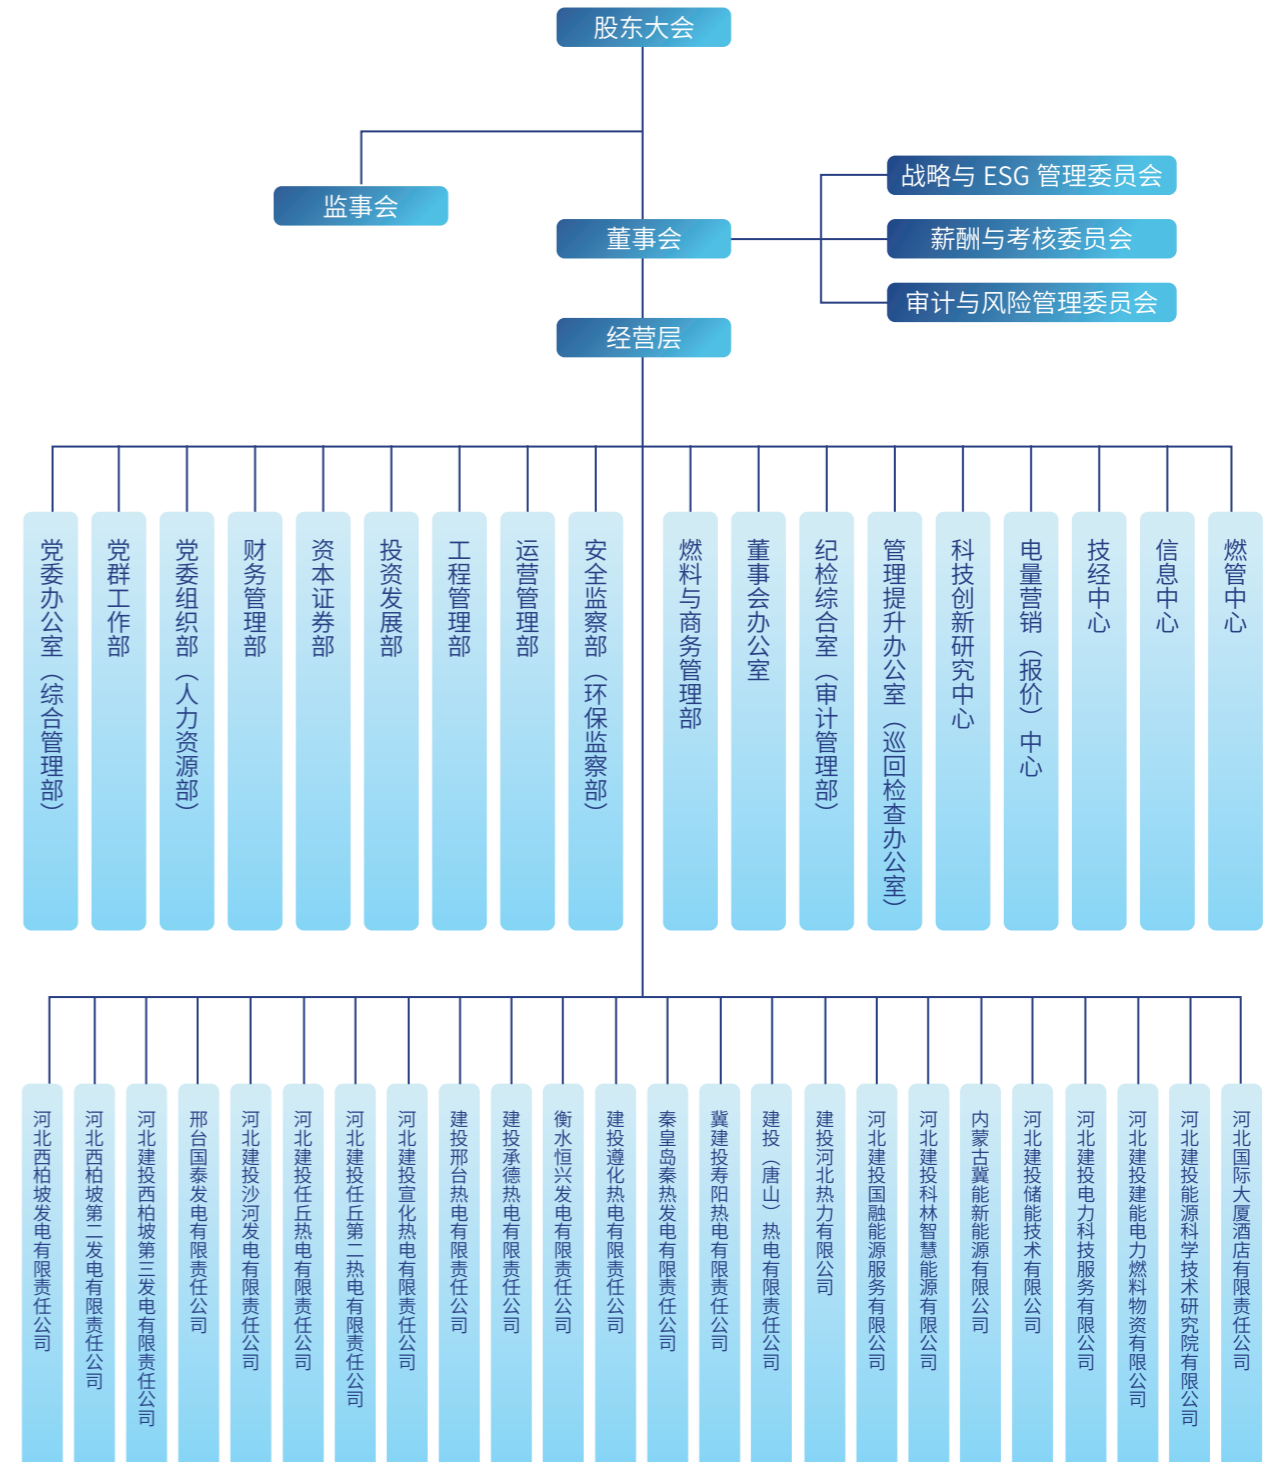 股东大会
监事会
董事会
战略与 ESG 管理委员会
薪酬与考核委员会
审计与风险管理委员会
经营层
党委办公室（综合管理部）
党群工作部
党委组织部（人力资源部）
财务管理部
资本证券部
投资发展部
工程管理部
运营管理部
安全监察部（环保监察部）
燃料与商务管理部
董事会办公室
纪检综合室（审计管理部）
管理提升办公室（巡回检查办公室）
科技创新研究中心
电量营销（报价）中心
技经中心
信息中心
燃管中心
河北西柏坡发电有限责任公司
河北西柏坡第二发电有限责任公司
河北建投西柏坡第三发电有限责任公司
邢台国泰发电有限责任公司
河北建投沙河发电有限责任公司
河北建投任丘热电有限责任公司
河北建投任丘第二热电有限责任公司
河北建投宣化热电有限责任公司
建投邢台热电有限责任公司
建投承德热电有限责任公司
衡水恒兴发电有限责任公司
建投遵化热电有限责任公司
秦皇岛秦热发电有限责任公司
冀建投寿阳热电有限责任公司
建投（唐山）热电有限责任公司
建投河北热力有限公司
河北建投国融能源服务有限公司
河北建投科林智慧能源有限公司
内蒙古冀能新能源有限公司
河北建投储能技术有限公司
河北建投电力科技服务有限公司
河北建投建能电力燃料物资有限公司
河北建投能源科学技术研究院有限公司
河北国际大厦酒店有限责任公司